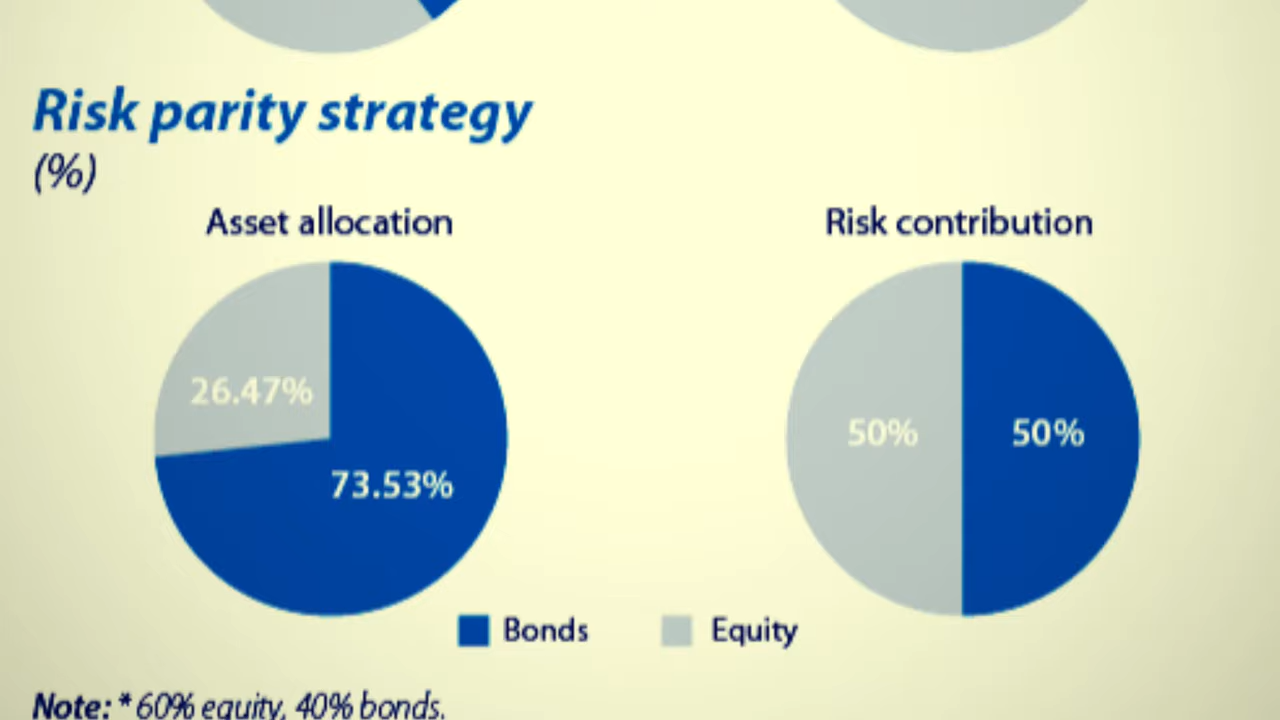 Risk parity strategy
(%)
Asset allocation
Risk contribution
26.47%
73.53%
50%
50%
Bonds
Equity
Note: * 60% equity, 40% bonds.